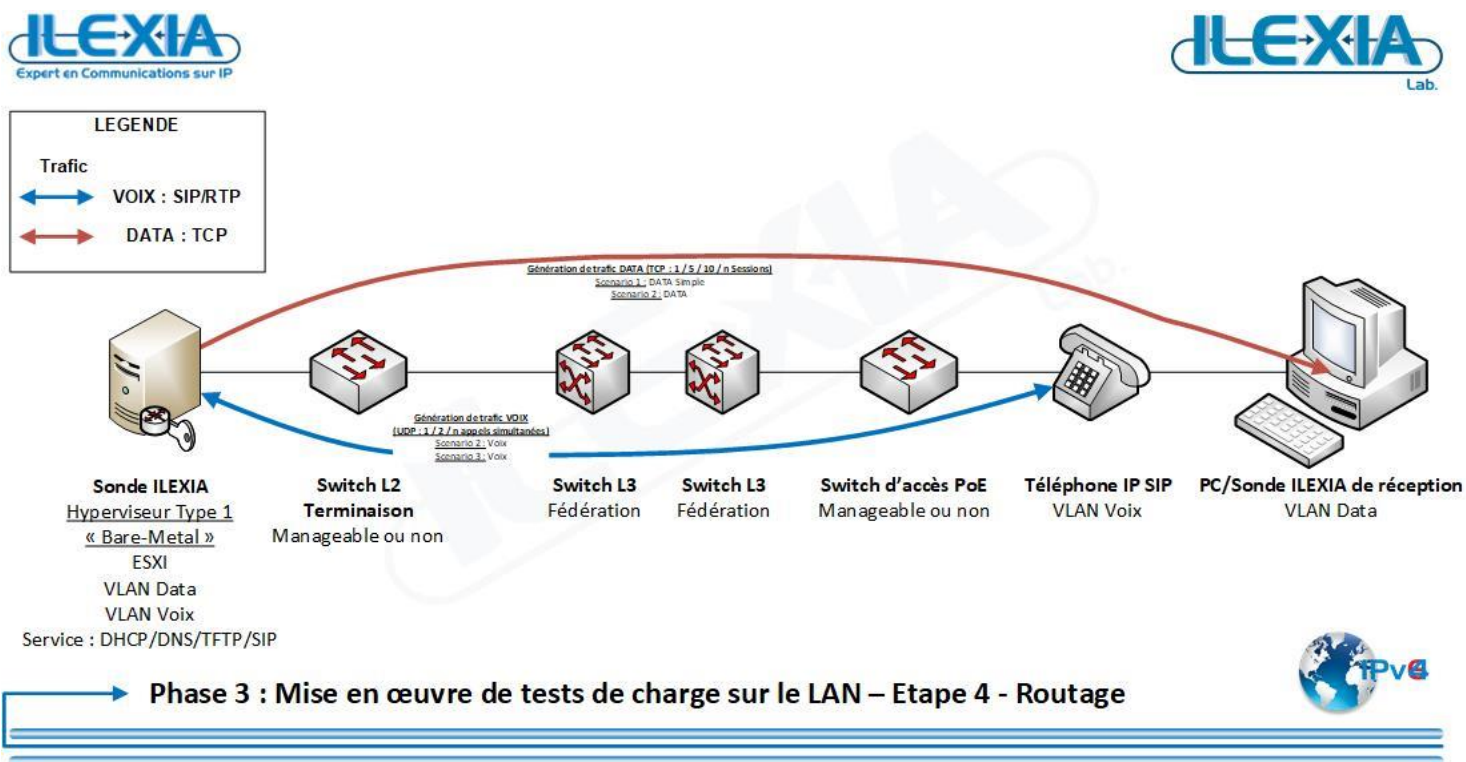 ILEXIA
Expert en Communications sur IP
ILEXIA
Lab.
LEGENDE
Trafic
VOIX : SIP/RTP
DATA : TCP
ILEXIA
Lab.
Génération de trafic DATA (TCP : 1 / 5 / 10 / n Sessions)
Scenario 1 : DATA Simple
Scenario 2 : DATA
Génération de trafic VOIX
(UDP : 1 / 2 / n appels simultanées)
Scenario 2 : Voix
Scenario 3 : Voix
Sonde ILEXIA
Hyperviseur Type 1
« Bare-Metal »
ESXI
VLAN Data
VLAN Voix
Service : DHCP/DNS/TFTP/SIP
Switch L2
Terminaison
Manageable ou non
Switch L3
Fédération
Switch L3
Fédération
Switch d’accès PoE
Manageable ou non
Téléphone IP SIP
VLAN Voix
PC/Sonde ILEXIA de réception
VLAN Data
Phase 3 : Mise en œuvre de tests de charge sur le LAN – Etape 4 - Routage